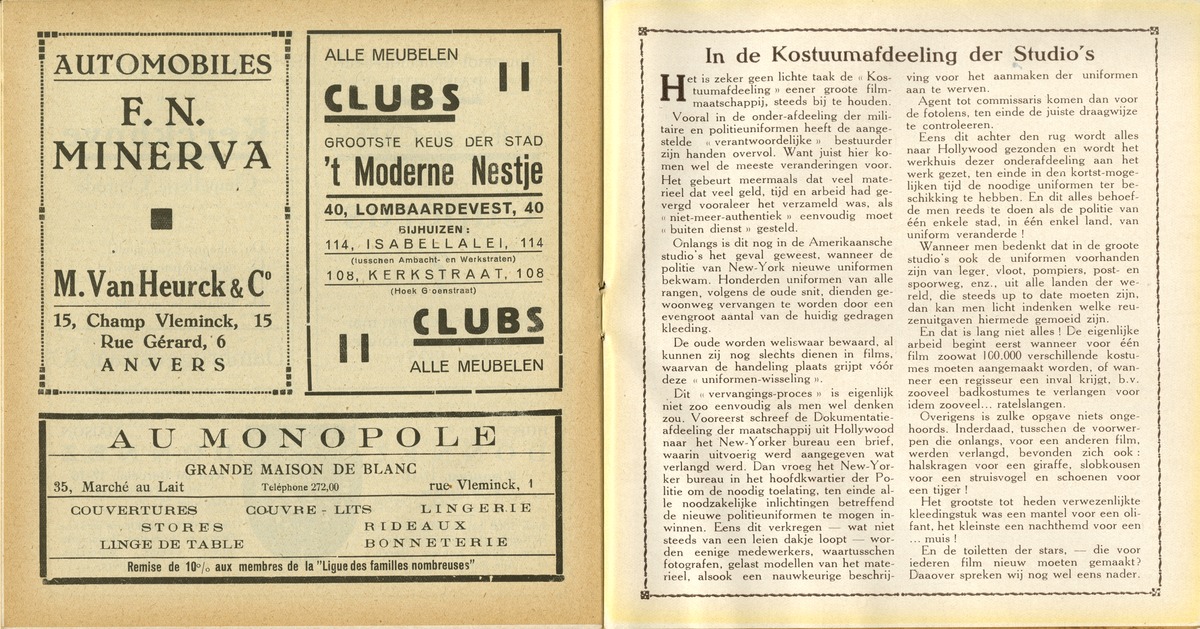 AUTOMOBILES
F. N.
MINERVA
M. Van Heurck & Cº
15, Champ Vleminck, 15
Rue Gérard, 6
ANVERS
ALLE MEUBELEN
CLUBS
GROOTSTE KEUS DER STAD
't Moderne Nestje
40, LOMBAARDEVEST, 40
BIJHUIZEN :
114, ISABELLALEI, 114
(tusschen Ambacht- en Werkstraten)
108, KERKSTRAAT, 108
(Hoek Groenstraat)
CLUBS
ALLE MEUBELEN
AU MONOPOLE
GRANDE MAISON DE BLANC
35, Marché au Lait Téléphone 272,00 rue Vleminck, 1
COUVERTURES COUVRE - LITS LINGERIE
STORES RIDEAUX
LINGE DE TABLE BONNETERIE
Remise de 10% aux membres de la "Ligue des familles nombreuses"
In de Kostuumafdeeling der Studio's
Het is zeker geen lichte taak de « Kos-
tuumafdeeling » eener groote film-
maatschappij, steeds bij te houden.
Vooral in de onder-afdeeling der mili-
taire en politieuniformen heeft de aange-
stelde « verantwoordelijke » bestuurder
zijn handen overvol. Want juist hier ko-
men wel de meeste veranderingen voor.
Het gebeurt meermaals dat veel mate-
rieel dat veel geld, tijd en arbeid had ge-
vergd vooraleer het verzameld was, als
« niet-meer-authentiek » eenvoudig moet
« buiten dienst » gesteld.
Onlangs is dit nog in de Amerikaansche
studio's het geval geweest, wanneer de
politie van New-York nieuwe uniformen
bekwam. Honderden uniformen van alle
rangen, volgens de oude snit, dienden ge-
woonweg vervangen te worden door een
evengroot aantal van de huidig gedragen
kleeding.
De oude worden weliswaar bewaard, al
kunnen zij nog slechts dienen in films,
waarvan de handeling plaats grijpt vóór
deze « uniformen-wisseling ».
Dit « vervangings-proces » is eigenlijk
niet zoo eenvoudig als men wel denken
zou. Vooreerst schreef de Dokumentatie-
afdeeling der maatschappij uit Hollywood
naar het New-Yorker bureau een brief,
waarin uitvoerig werd aangegeven wat
verlangd werd. Dan vroeg het New-Yor-
ker bureau in het hoofdkwartier der Po-
litie om de noodig toelating, ten einde al-
le noodzakelijke inlichtingen betreffend
de nieuwe politieuniformen te mogen in-
winnen. Eens dit verkregen — wat niet
steeds van een leien dakje loopt — wor-
den eenige medewerkers, waartusschen
fotografen, gelast modellen van het mate-
rieel, alsook een nauwkeurige beschrij-
ving voor het aanmaken der uniformen
aan te werven.
Agent tot commissaris komen dan voor
de fotolens, ten einde de juiste draagwijze
te controleeren.
Eens dit achter den rug wordt alles
naar Hollywood gezonden en wordt het
werkhuis dezer onderafdeeling aan het
werk gezet, ten einde in den kortst-moge-
lijken tijd de noodige uniformen ter be-
schikking te hebben. En dit alles behoef-
de men reeds te doen als de politie van
één enkele stad, in één enkel land, van
uniform veranderde !
Wanneer men bedenkt dat in de groote
studio's ook de uniformen voorhanden
zijn van leger, vloot, pompiers, post- en
spoorweg, enz., uit alle landen der we-
reld, die steeds up to date moeten zijn,
dan kan men licht indenken welke reu-
zenuitgaven hiermede gemoeid zijn.
En dat is lang niet alles ! De eigenlijke
arbeid begint eerst wanneer voor één
film zoowat 100.000 verschillende kostu-
mes moeten aangemaakt worden, of wan-
neer een regisseur een inval krijgt, b.v.
zooveel badkostumes te verlangen voor
idem zooveel... ratelslangen.
Overigens is zulke opgave niets onge-
hoords. Inderdaad, tusschen de voorwer-
pen die onlangs, voor een anderen film,
werden verlangd, bevonden zich ook :
halskragen voor een giraffe, slobkousen
voor een struisvogel en schoenen voor
een tijger !
Het grootste tot heden verwezenlijkte
kleedingstuk was een mantel voor een oli-
fant, het kleinste een nachthemd voor een
... muis !
En de toiletten der stars, — die voor
iederen film nieuw moeten gemaakt?
Daaover spreken wij nog wel eens nader.